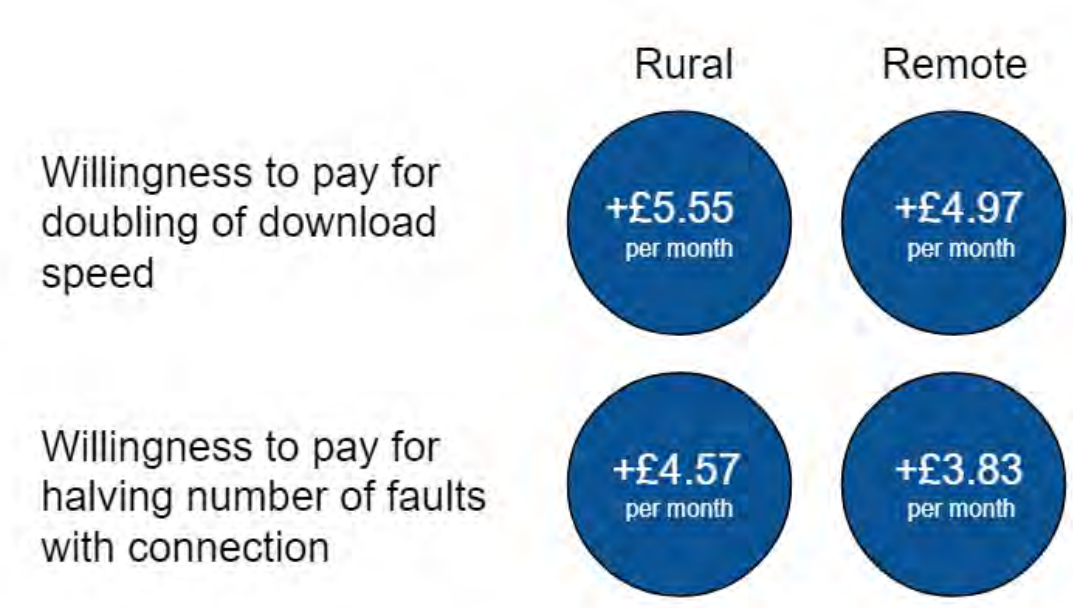 Rural Remote
Willingness to pay for
doubling of download
speed
+£5.55 +£4.97
per month per month
Willingness to pay for
halving number of faults
with connection
+£4.57 +£3.83
per month per month